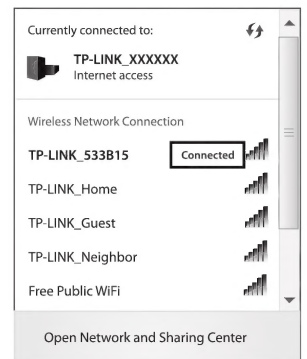 Currently connected to:
TP-LINK_XXXXXX
Internet access
Wireless Network Connection
TP-LINK_533B15 Connected
TP-LINK_Home
TP-LINK_Guest
TP-LINK_Neighbor
Free Public WiFi
Open Network and Sharing Center